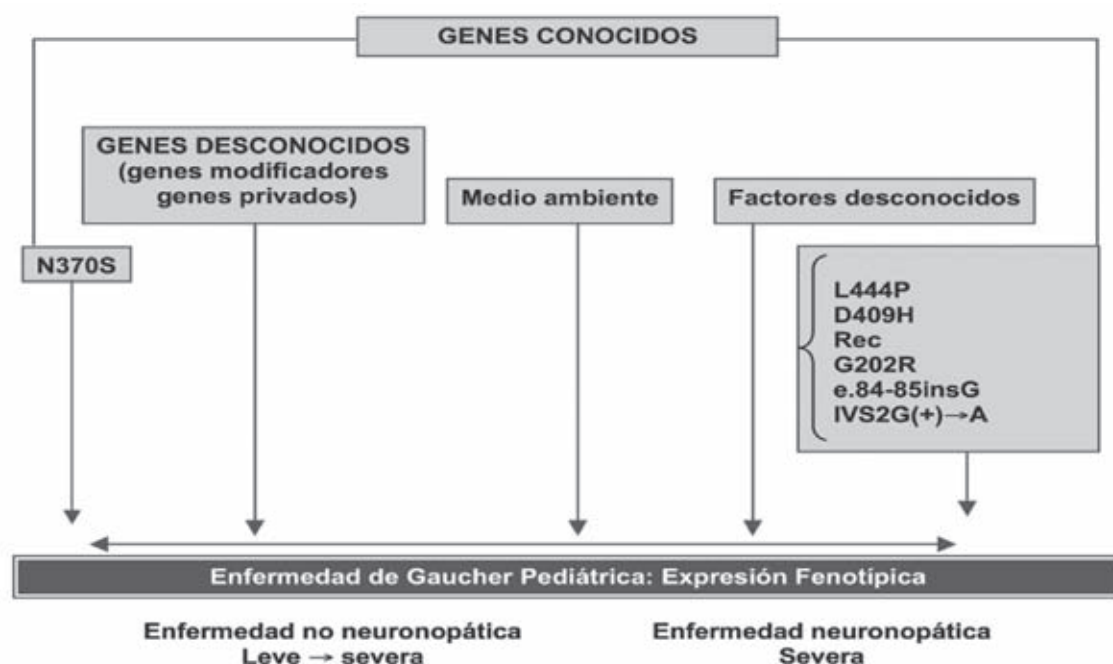 GENES CONOCIDOS
GENES DESCONOCIDOS
(genes modificadores
genes privados)
Medio ambiente
Factores desconocidos
N370S
L444P
D409H
Rec
G202R
e.84-85insG
IVS2G(+)→A
Enfermedad de Gaucher Pediátrica: Expresión Fenotípica
Enfermedad no neuronopática
Leve → severa
Enfermedad neuronopática
Severa